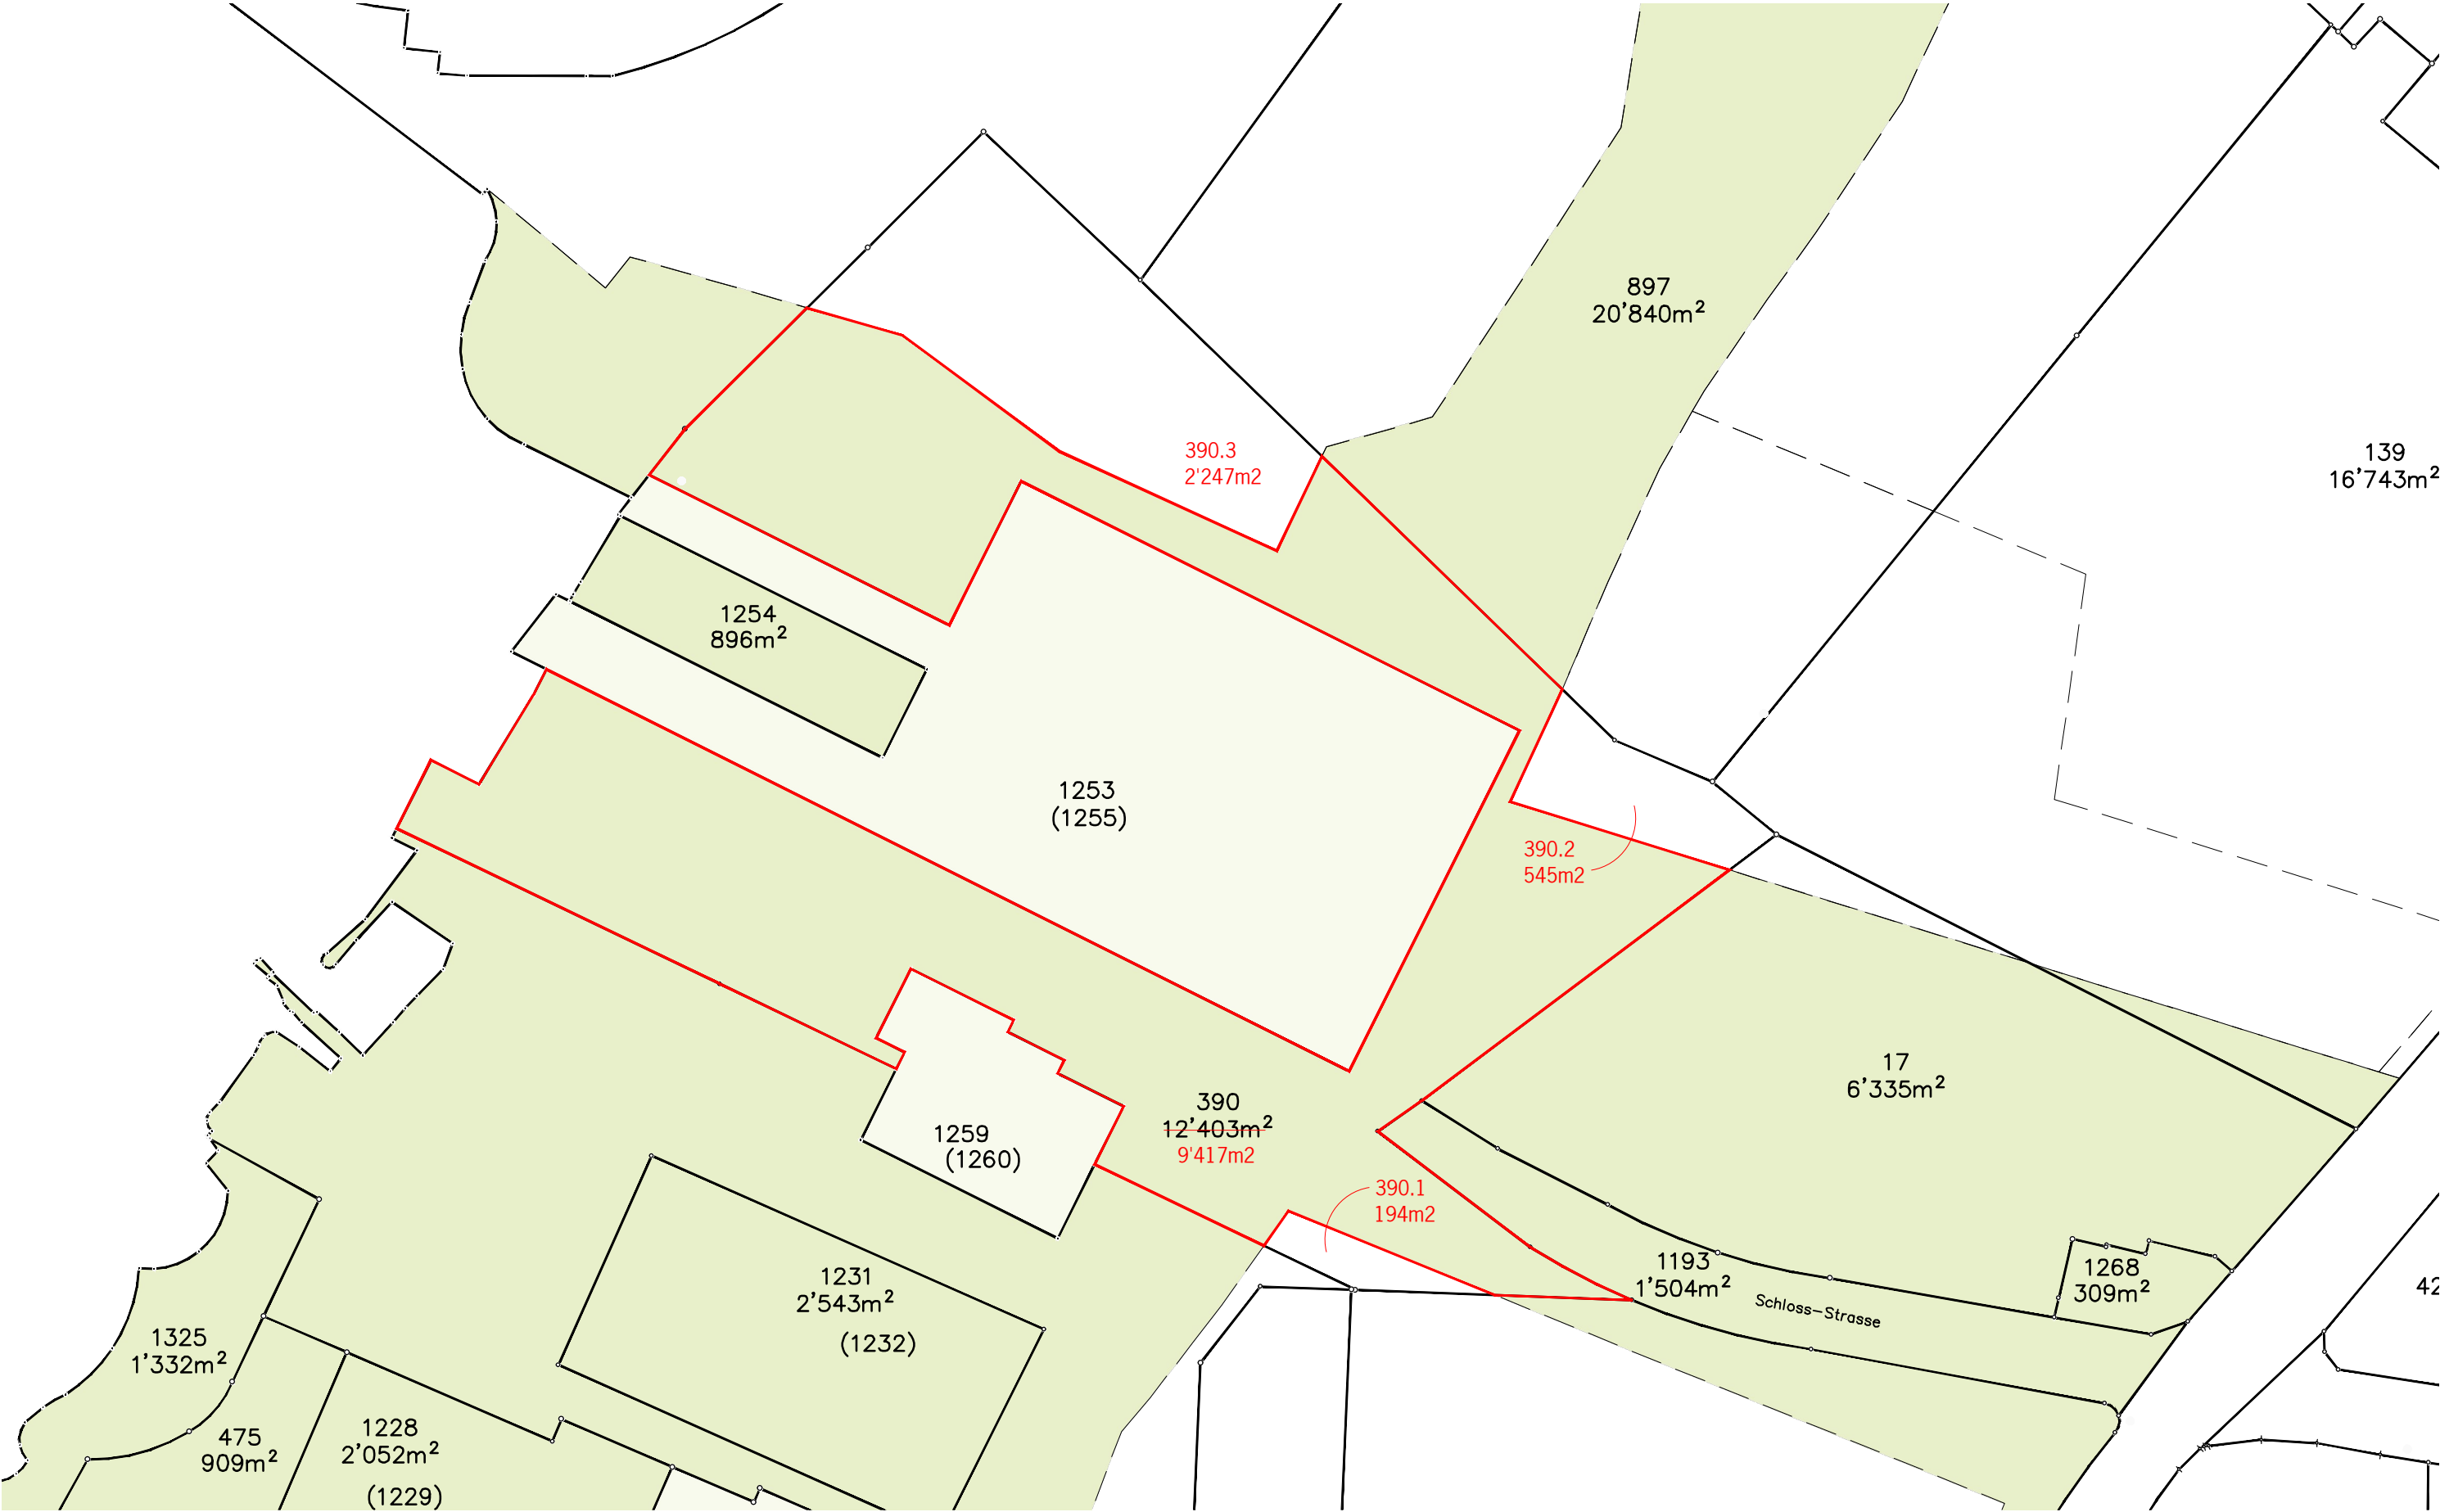 897
20'840m²
139
16'743m²
390.3
2'247m2
1254
896m²
1253
(1255)
390.2
545m2
17
6'335m²
390
12'403m²
9'417m2
1259
(1260)
390.1
194m2
1193
1'504m²
Schloss-Strasse
1268
309m²
42
1231
2'543m²
(1232)
1325
1'332m²
475
909m²
1228
2'052m²
(1229)